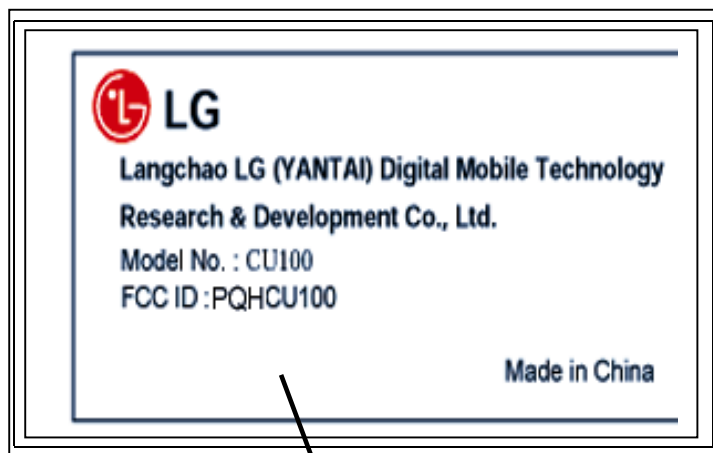 LG
Langchao LG (YANTAI) Digital Mobile Technology
Research & Development Co., Ltd.
Model No. : CU100
FCC ID :PQHCU100
Made in China